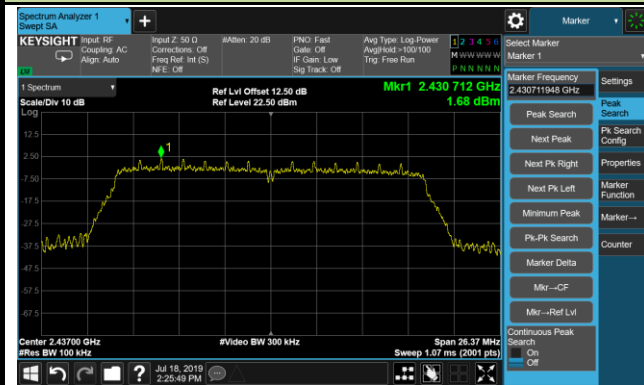 Spectrum Analyzer 1
Swept SA
+
Marker
KEYSIGHT
Input: RF
Coupling: AC
Align: Auto
Input Z: 50 Ω
Corrections: Off
Freq Ref: Int (S)
NFE: Off
#Atten: 20 dB
PNO: Fast
Gate: Off
IF Gain: Low
Sig Track: Off
Avg Type: Log-Power
Avg|Hold:>100/100
Trig: Free Run
1 2 3 4 5 6
M W W W W W
P N N N N N
Select Marker
Marker 1
1 Spectrum
Scale/Div 10 dB
Log
Ref Lvl Offset 12.50 dB
Ref Level 22.50 dBm
Mkr1 2.430 712 GHz
1.68 dBm
12.5
2.50
-7.50
-17.5
-27.5
-37.5
-47.5
-57.5
-67.5
1
Center 2.43700 GHz
#Res BW 100 kHz
#Video BW 300 kHz
Span 26.37 MHz
Sweep 1.07 ms (2001 pts)
Marker Frequency
2.430711948 GHz
Peak Search
Next Peak
Next Pk Right
Next Pk Left
Minimum Peak
Pk-Pk Search
Marker Delta
Mkr→CF
Mkr→Ref Lvl
Continuous Peak
Search
On
Off
Settings
Peak
Search
Pk Search
Config
Properties
Marker
Function
Marker→
Counter
?
Jul 18, 2019
2:25:49 PM